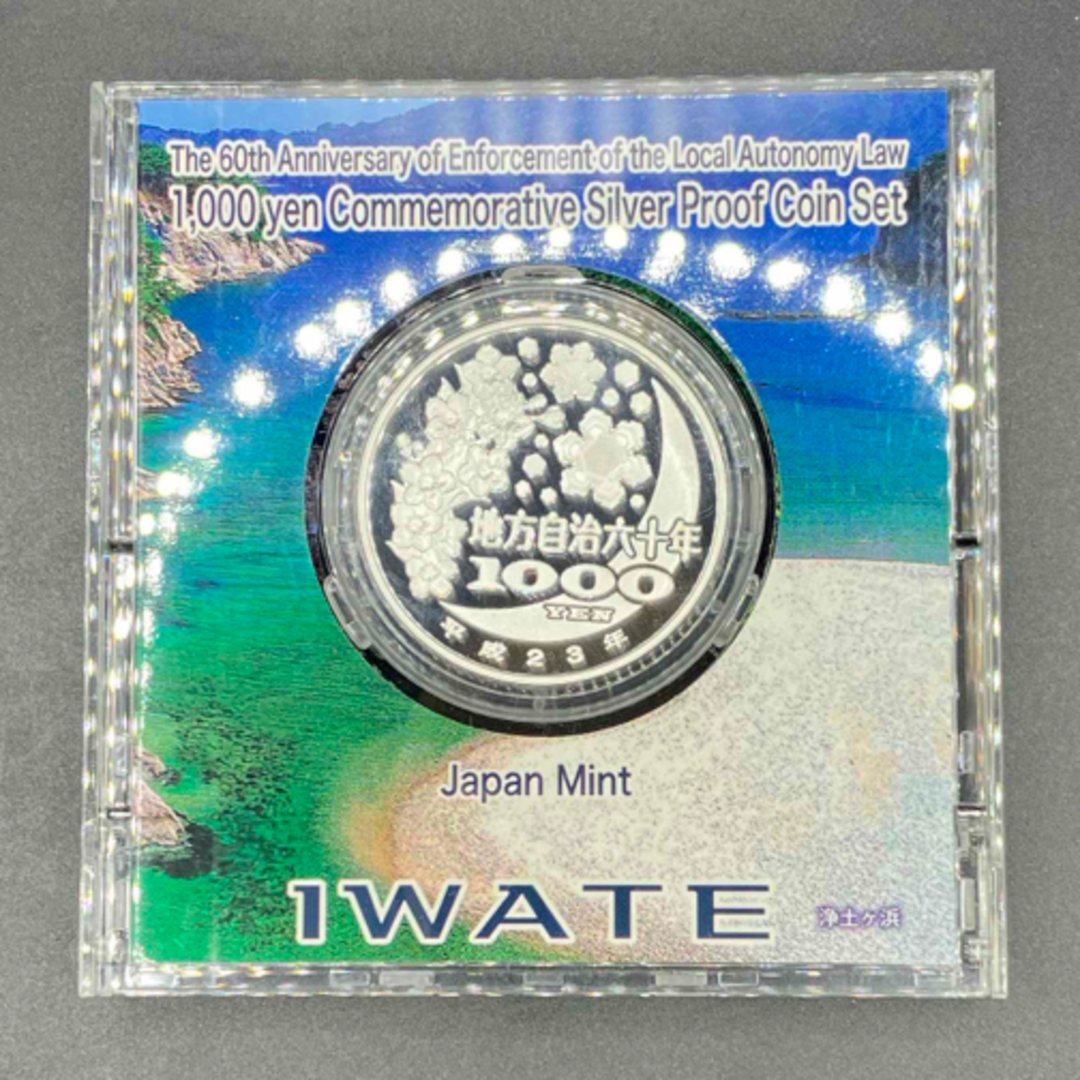 The 60th Anniversary of Enforcement of the Local Autonomy Law
1,000 yen Commemorative Silver Proof Coin Set
地方自治六十年
1000
YEN
平成23年
Japan Mint
IWATE
浄土ヶ浜